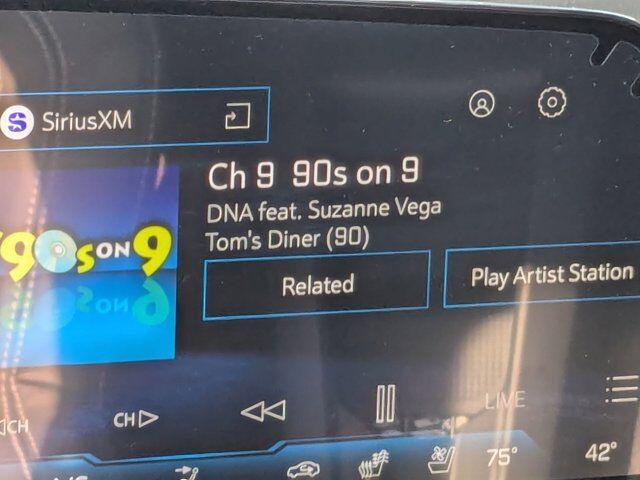 SiriusXM
Ch 9 90s on 9
DNA feat. Suzanne Vega
Tom's Diner (90)
'90s ON 9
Related
Play Artist Station
CH
CH
LIVE
75°
42°